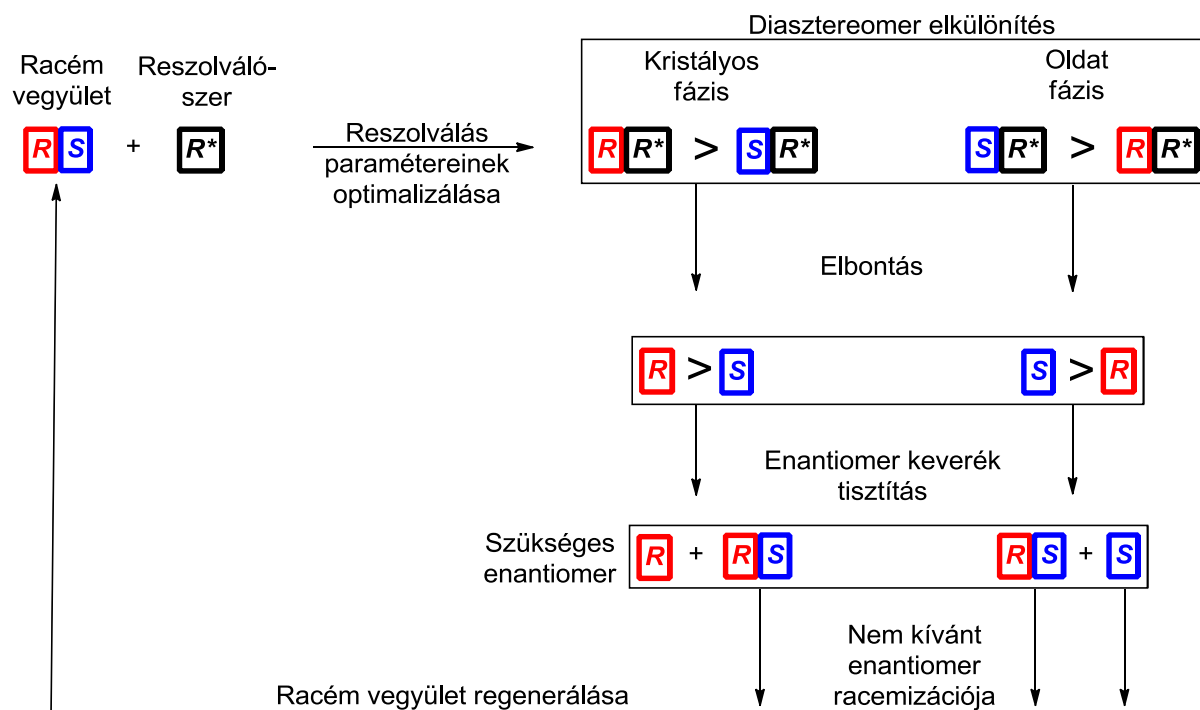 Diasztereomer elkülönítés
Racém
vegyület
Reszolváló-
szer
Kristályos
fázis
Oldat
fázis
R S + R*
Reszolválás
paramétereinek
optimalizálása
R R* > S R*
S R* > R R*
Elbontás
R > S
S > R
Enantiomer keverék
tisztítás
Szükséges
enantiomer
R + R S
R S + S
Nem kívánt
enantiomer
racemizációja
Racém vegyület regenerálása